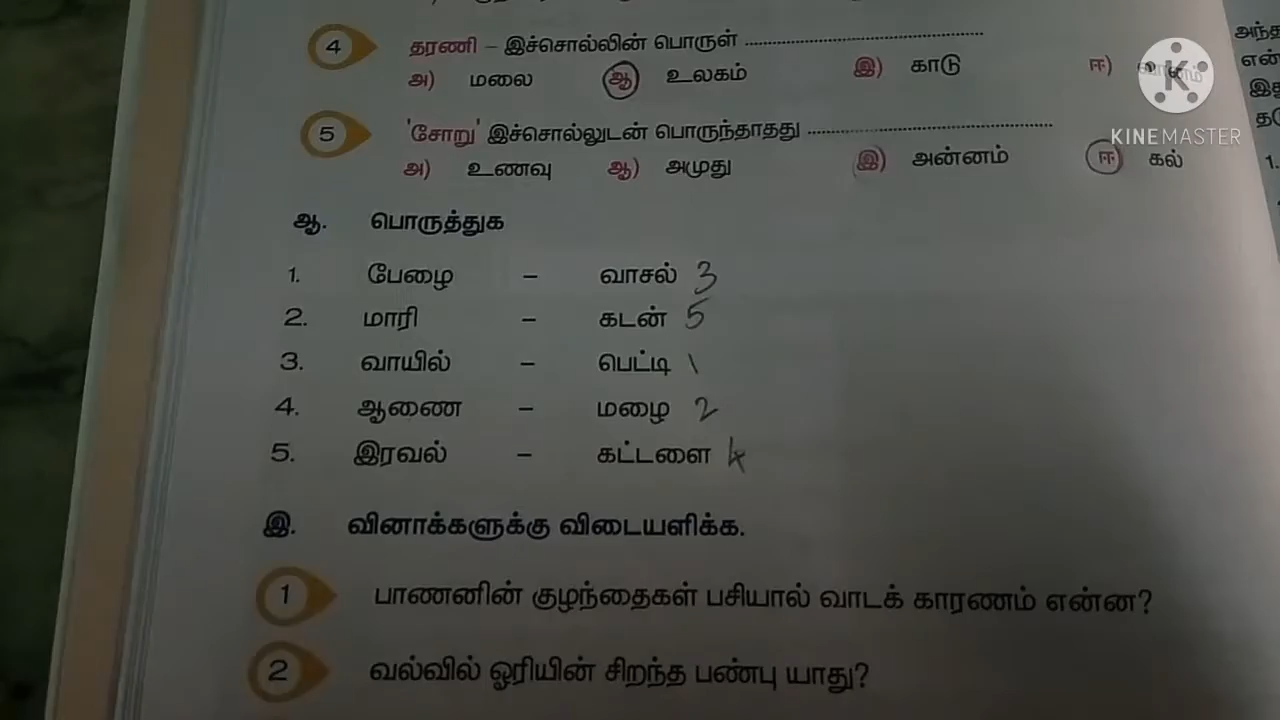 4 தரணி – இச்சொல்லின் பொருள் ........................................
அ) மலை ஆ) உலகம் இ) காடு ஈ)
KINEMASTER
5 'சோறு' இச்சொல்லுடன் பொருந்தாதது ........................................
அ) உணவு ஆ) அமுது இ) அன்னம் ஈ) கல்
ஆ. பொருத்துக
1. பேழை – வாசல் 3
2. மாரி – கடன் 5
3. வாயில் – பெட்டி 1
4. ஆணை – மழை 2
5. இரவல் – கட்டளை 4
இ. வினாக்களுக்கு விடையளிக்க.
1 பாணனின் குழந்தைகள் பசியால் வாடக் காரணம் என்ன?
2 வல்வில் ஓரியின் சிறந்த பண்பு யாது?